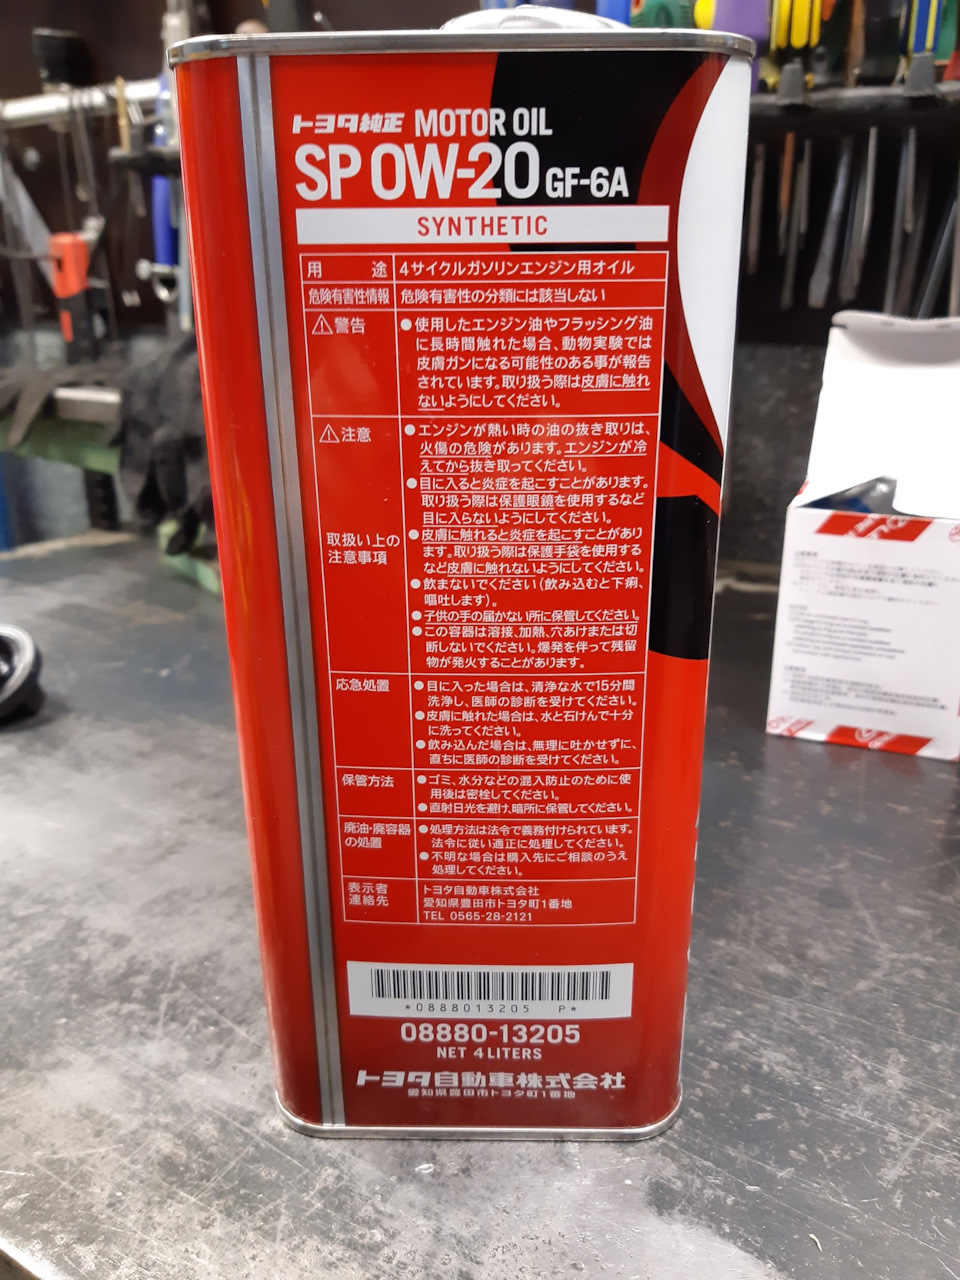 トヨタ純正 MOTOR OIL
SP 0W-20 GF-6A
SYNTHETIC
用途 4サイクルガソリンエンジン用オイル
危険有害性情報 危険有害性の分類には該当しない
⚠警告 ●使用したエンジン油やフラッシング油
に長時間触れた場合、動物実験では
皮膚ガンになる可能性のある事が報告
されています。取り扱う際は皮膚に触れ
ないようにしてください。
⚠注意 ●エンジンが熱い時の油の抜き取りは、
火傷の危険があります。エンジンが冷
えてから抜き取ってください。
●目に入ると炎症を起こすことがあります。
取り扱う際は保護眼鏡を使用するなど
目に入らないようにしてください。
取扱い上の
注意事項
●皮膚に触れると炎症を起こすことがあり
ます。取り扱う際は保護手袋を使用する
など皮膚に触れないようにしてください。
●飲まないでください（飲み込むと下痢、
嘔吐します）。
●子供の手の届かない所に保管してください。
●この容器は溶接、加熱、穴あけまたは切
断しないでください。爆発を伴って残留
物が発火することがあります。
応急処置 ●目に入った場合は、清浄な水で15分間
洗浄し、医師の診断を受けてください。
●皮膚に触れた場合は、水と石けんで十分
に洗ってください。
●飲み込んだ場合は、無理に吐かせずに、
直ちに医師の診断を受けてください。
保管方法 ●ゴミ、水分などの混入防止のために使
用後は密栓してください。
●直射日光を避け、暗所に保管してください。
廃油・廃容器
の処置
●処理方法は法令で義務付けられています。
法令に従い適正に処理してください。
●不明な場合は購入先にご相談のうえ
処理してください。
表示者
連絡先
トヨタ自動車株式会社
愛知県豊田市トヨタ町1番地
TEL 0565-28-2121
*0888013205 P*
08880-13205
NET 4 LITERS
トヨタ自動車株式会社
愛知県豊田市トヨタ町1番地